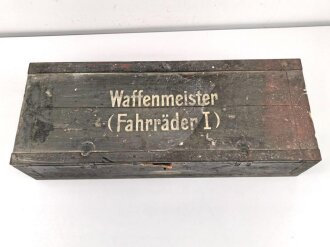 Waffenmeister
(Fahrräder I)